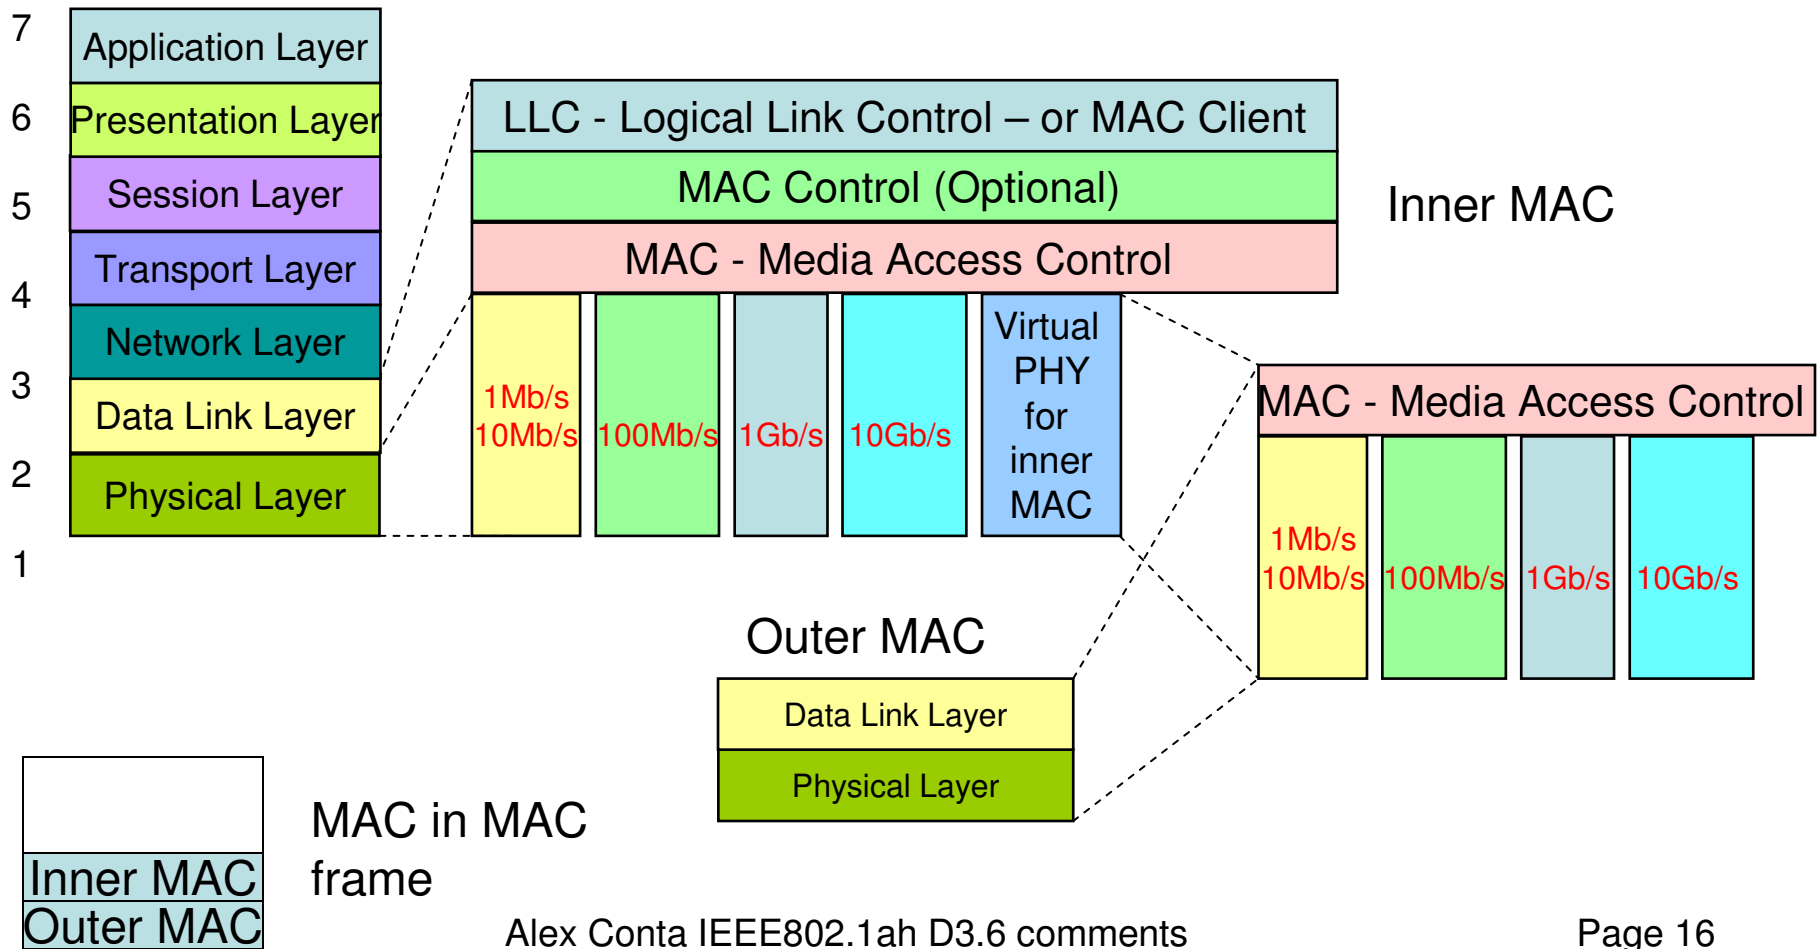 7
Application Layer
6
Presentation Layer
5
Session Layer
4
Transport Layer
3
Network Layer
2
Data Link Layer
1
Physical Layer
LLC - Logical Link Control – or MAC Client
MAC Control (Optional)
MAC - Media Access Control
Inner MAC
1Mb/s
10Mb/s
100Mb/s
1Gb/s
10Gb/s
Virtual
PHY
for
inner
MAC
MAC - Media Access Control
1Mb/s
10Mb/s
100Mb/s
1Gb/s
10Gb/s
Outer MAC
Data Link Layer
Physical Layer
Inner MAC
Outer MAC
MAC in MAC
frame
Alex Conta IEEE802.1ah D3.6 comments
Page 16